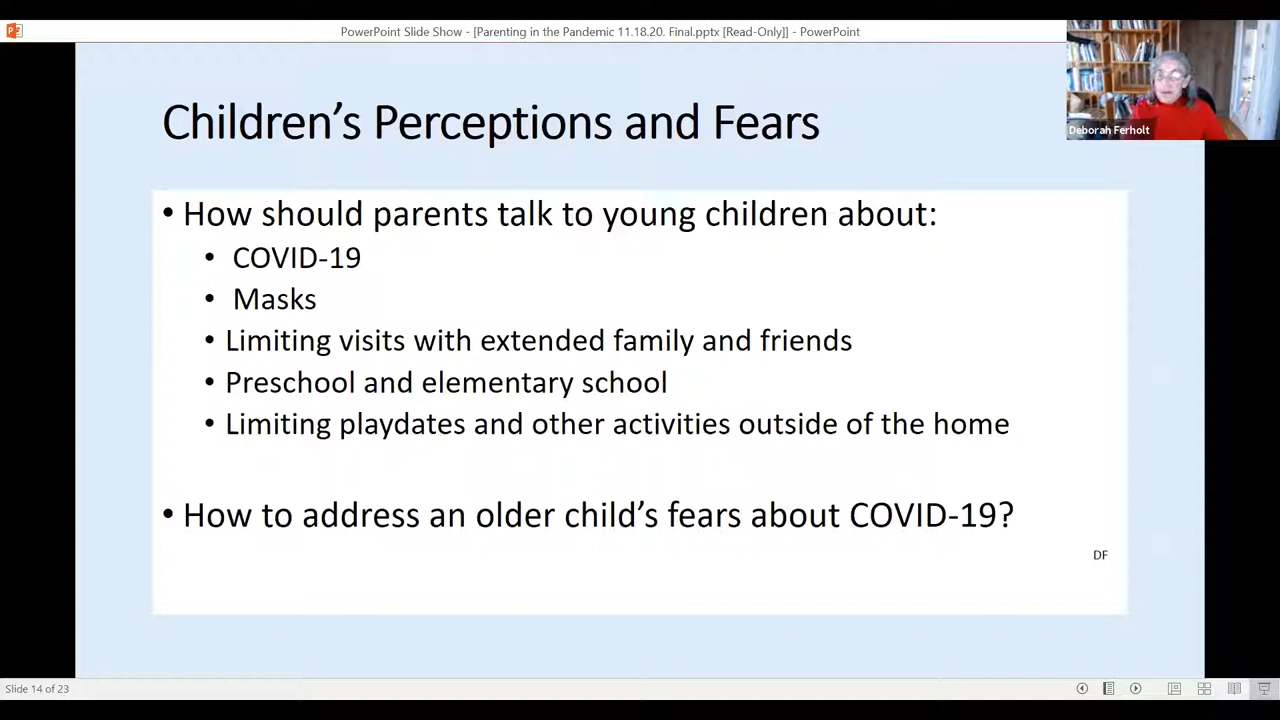 PowerPoint Slide Show - [Parenting in the Pandemic 11.18.20. Final.pptx [Read-Only]] - PowerPoint
Deborah Ferholt
Children's Perceptions and Fears
• How should parents talk to young children about:
• COVID-19
• Masks
• Limiting visits with extended family and friends
• Preschool and elementary school
• Limiting playdates and other activities outside of the home
• How to address an older child's fears about COVID-19?
DF
Slide 14 of 23